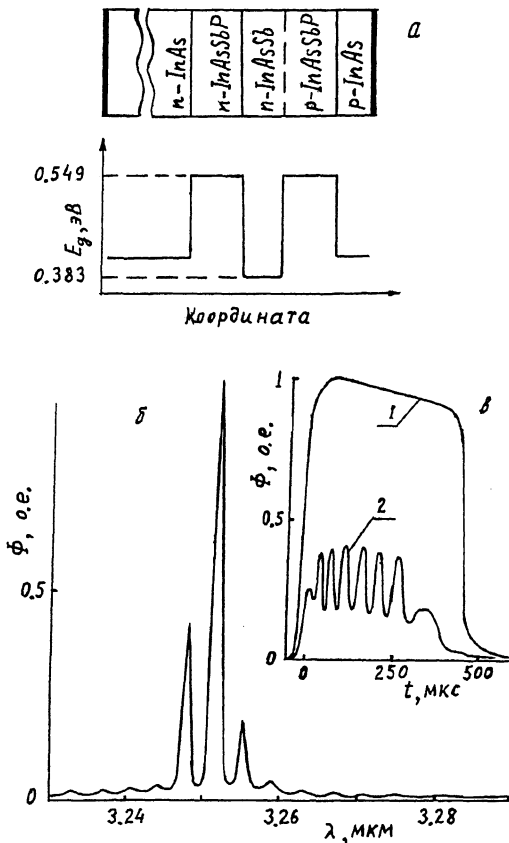 а
n-InAs
n-InAsSbP
n-InAsSb
p-InAsSbP
p-InAs
0.549
E_g, эВ
0.383
Координата
б
Ф, о.е.
0.5
0
3.24
3.26
3.28
λ, мкм
в
Ф, о.е.
1
0.5
0
1
2
0
250
500
t, мкс